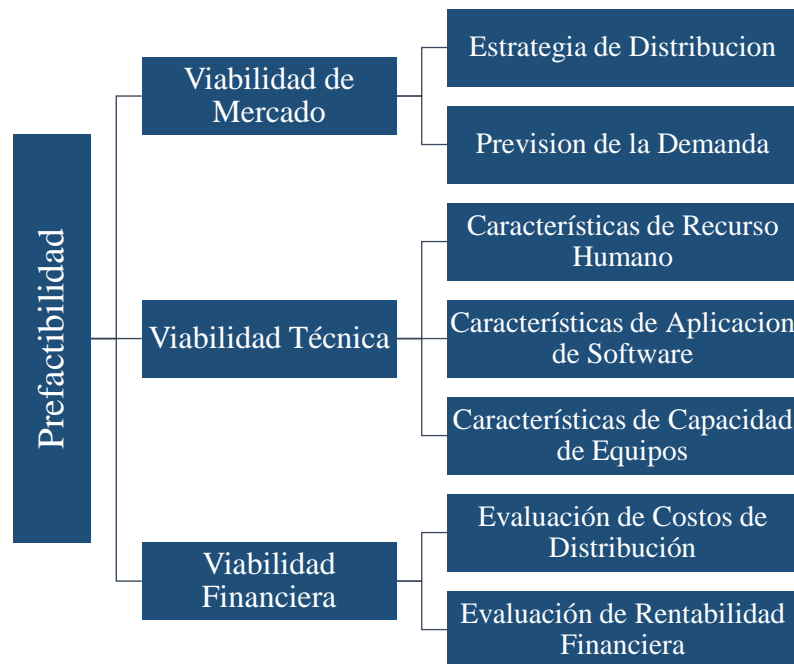 Prefactibilidad
Viabilidad de
Mercado
Estrategia de Distribucion
Prevision de la Demanda
Viabilidad Técnica
Características de Recurso
Humano
Características de Aplicacion
de Software
Características de Capacidad
de Equipos
Viabilidad
Financiera
Evaluación de Costos de
Distribución
Evaluación de Rentabilidad
Financiera